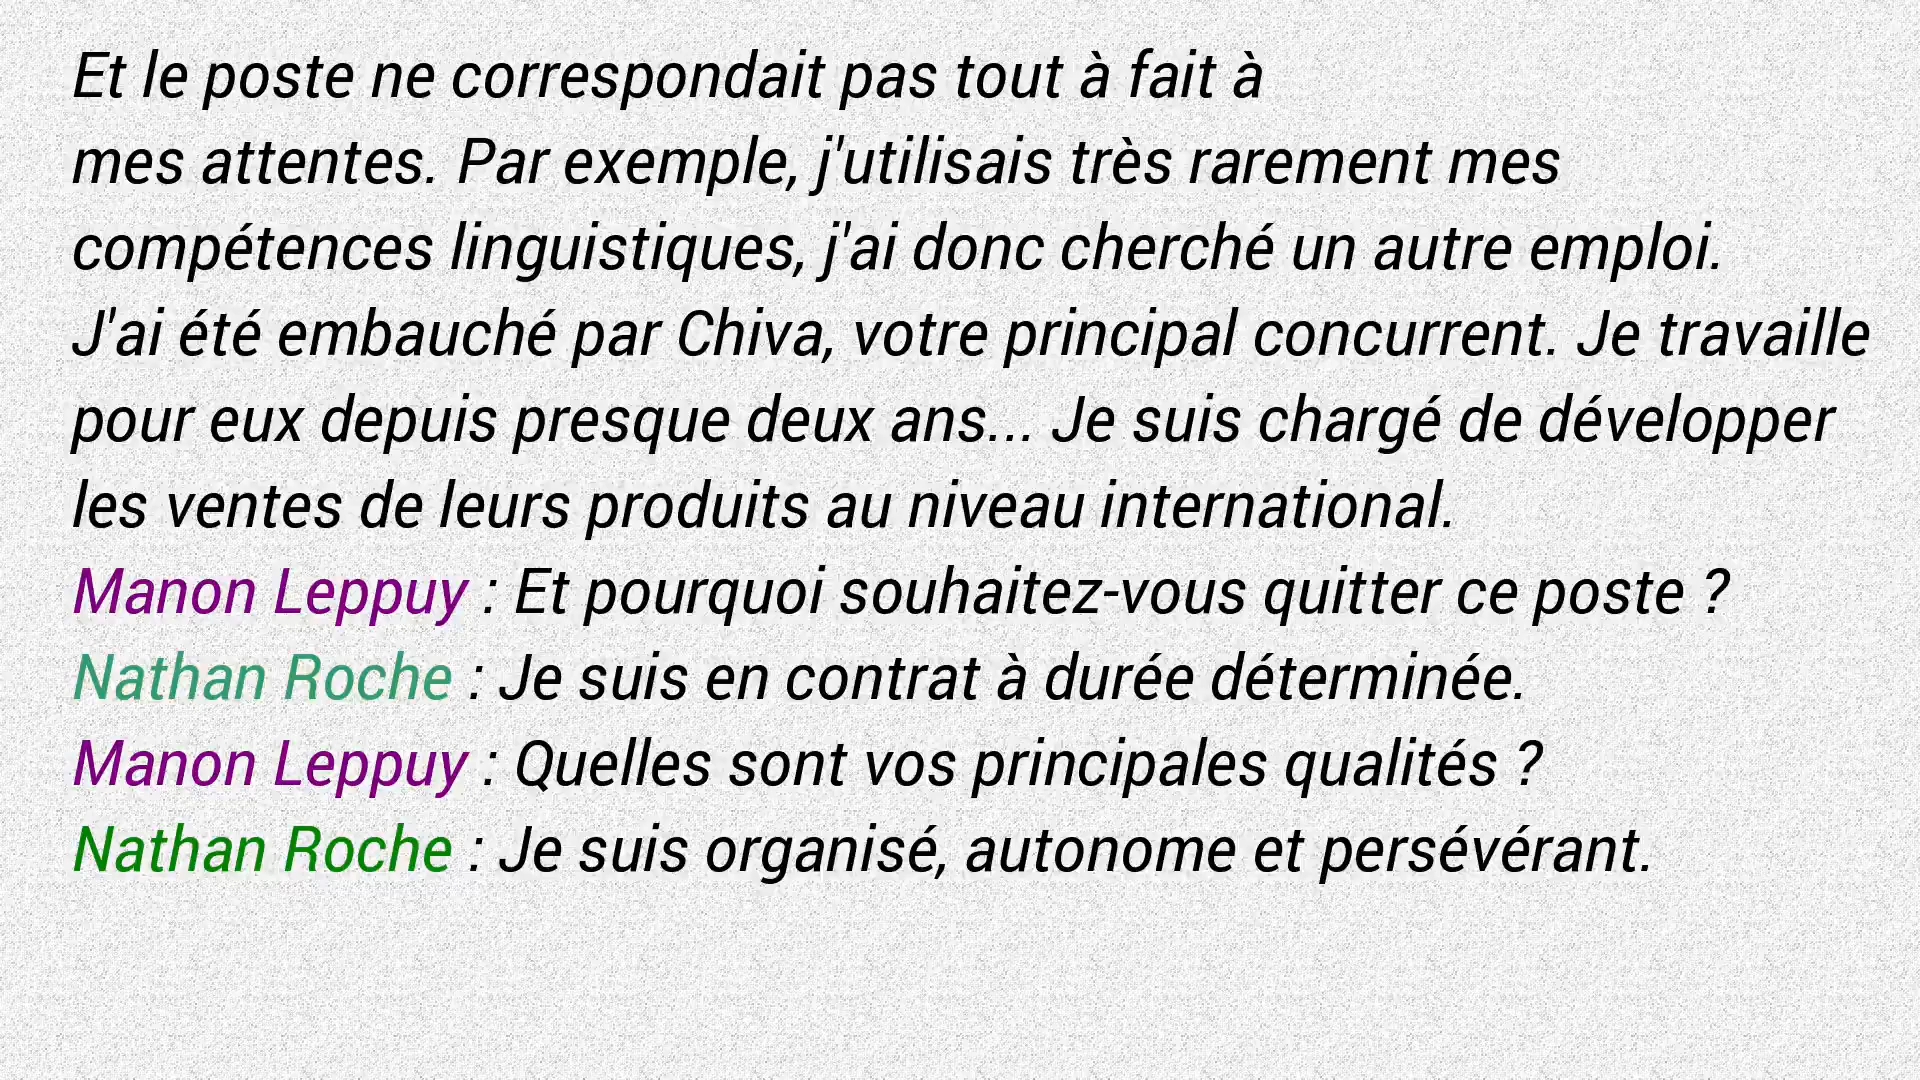 Et le poste ne correspondait pas tout à fait à
mes attentes. Par exemple, j'utilisais très rarement mes
compétences linguistiques, j'ai donc cherché un autre emploi.
J'ai été embauché par Chiva, votre principal concurrent. Je travaille
pour eux depuis presque deux ans... Je suis chargé de développer
les ventes de leurs produits au niveau international.
Manon Leppuy : Et pourquoi souhaitez-vous quitter ce poste ?
Nathan Roche : Je suis en contrat à durée déterminée.
Manon Leppuy : Quelles sont vos principales qualités ?
Nathan Roche : Je suis organisé, autonome et persévérant.